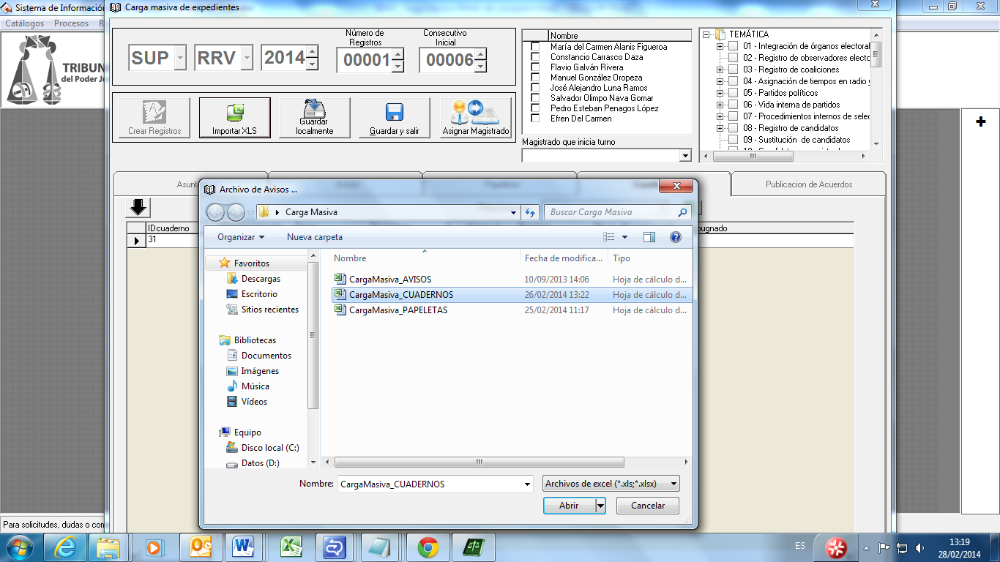 Sistema de Informació
Carga masiva de expedientes
Catálogos Procesos R
TRIBUN
del Poder Ju
SUP RRV 2014
Número de
Registros
00001
Consecutivo
Inicial
00006
Crear Registros
Importar XLS
Guardar
localmente
Guardar y salir
Asignar Magistrado
Nombre
María del Carmen Alanis Figueroa
Constancio Carrasco Daza
Flavio Galván Rivera
Manuel González Oropeza
José Alejandro Luna Ramos
Salvador Olimpo Nava Gomar
Pedro Esteban Penagos López
Efren Del Carmen
Magistrado que inicia turno
TEMÁTICA
01 - Integración de órganos electoral
02 - Registro de observadores electo
03 - Registro de coaliciones
04 - Asignación de tiempos en radio y
05 - Partidos políticos
06 - Vida interna de partidos
07 - Procedimientos internos de selec
08 - Registro de candidatos
09 - Sustitución de candidatos
Asunt
Publicacion de Acuerdos
IDcuaderno
pugnado
31
Archivo de Avisos ...
Carga Masiva
Buscar Carga Masiva
Organizar Nueva carpeta
Favoritos
Descargas
Escritorio
Sitios recientes
Bibliotecas
Documentos
Imágenes
Música
Vídeos
Equipo
Disco local (C:)
Datos (D:)
Nombre Fecha de modifica... Tipo
CargaMasiva_AVISOS 10/09/2013 14:06 Hoja de cálculo d...
CargaMasiva_CUADERNOS 26/02/2014 13:22 Hoja de cálculo d...
CargaMasiva_PAPELETAS 25/02/2014 11:17 Hoja de cálculo d...
Nombre: CargaMasiva_CUADERNOS
Archivos de excel (*.xls;*.xlsx)
Abrir
Cancelar
Para solicitudes, dudas o con
ES
13:19
28/02/2014